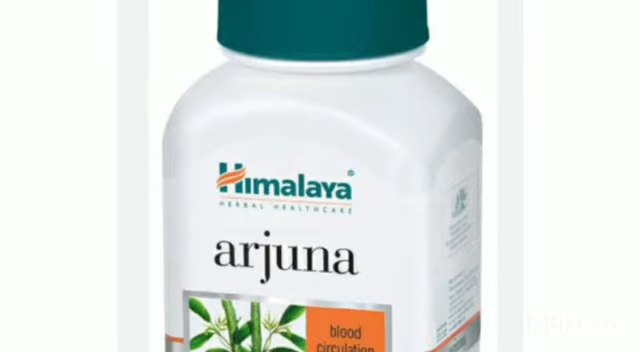 Himalaya®
HERBAL HEALTHCARE
arjuna
blood
circulation